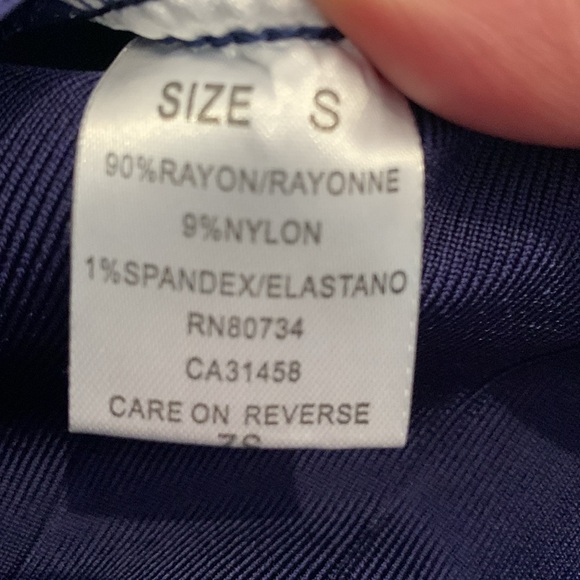 SIZE S
90%RAYON/RAYONNE
9%NYLON
1%SPANDEX/ELASTANO
RN80734
CA31458
CARE ON REVERSE